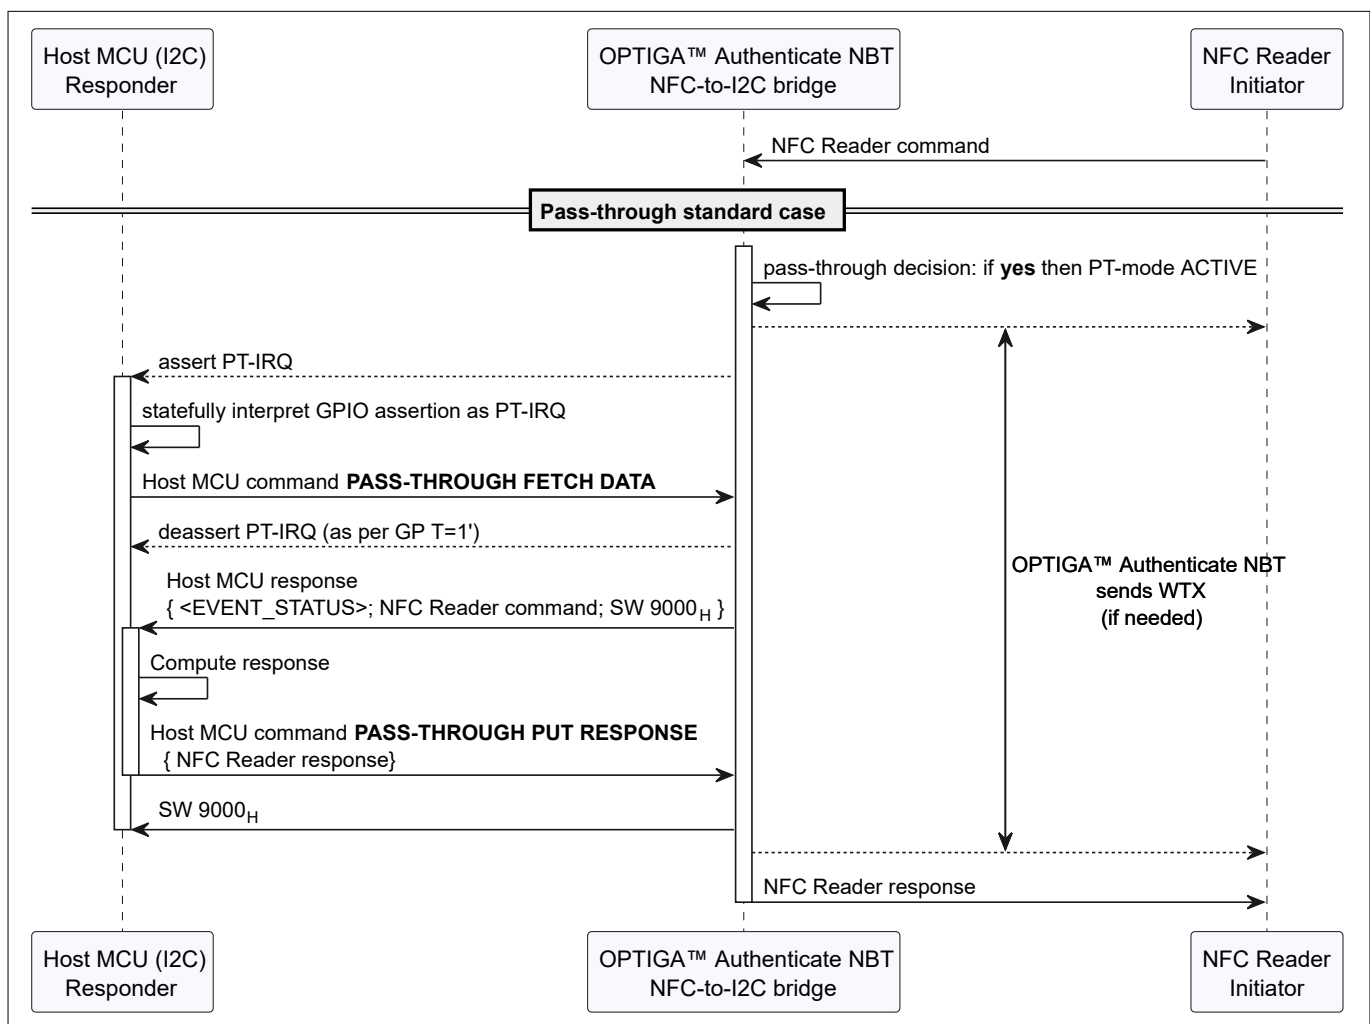 Host MCU (I2C)
Responder
OPTIGA™ Authenticate NBT
NFC-to-I2C bridge
NFC Reader
Initiator
NFC Reader command
Pass-through standard case
pass-through decision: if yes then PT-mode ACTIVE
assert PT-IRQ
statefully interpret GPIO assertion as PT-IRQ
Host MCU command PASS-THROUGH FETCH DATA
deassert PT-IRQ (as per GP T=1')
OPTIGA™ Authenticate NBT
sends WTX
(if needed)
Host MCU response
{ <EVENT_STATUS>; NFC Reader command; SW 9000H }
Compute response
Host MCU command PASS-THROUGH PUT RESPONSE
{ NFC Reader response}
SW 9000H
NFC Reader response
Host MCU (I2C)
Responder
OPTIGA™ Authenticate NBT
NFC-to-I2C bridge
NFC Reader
Initiator